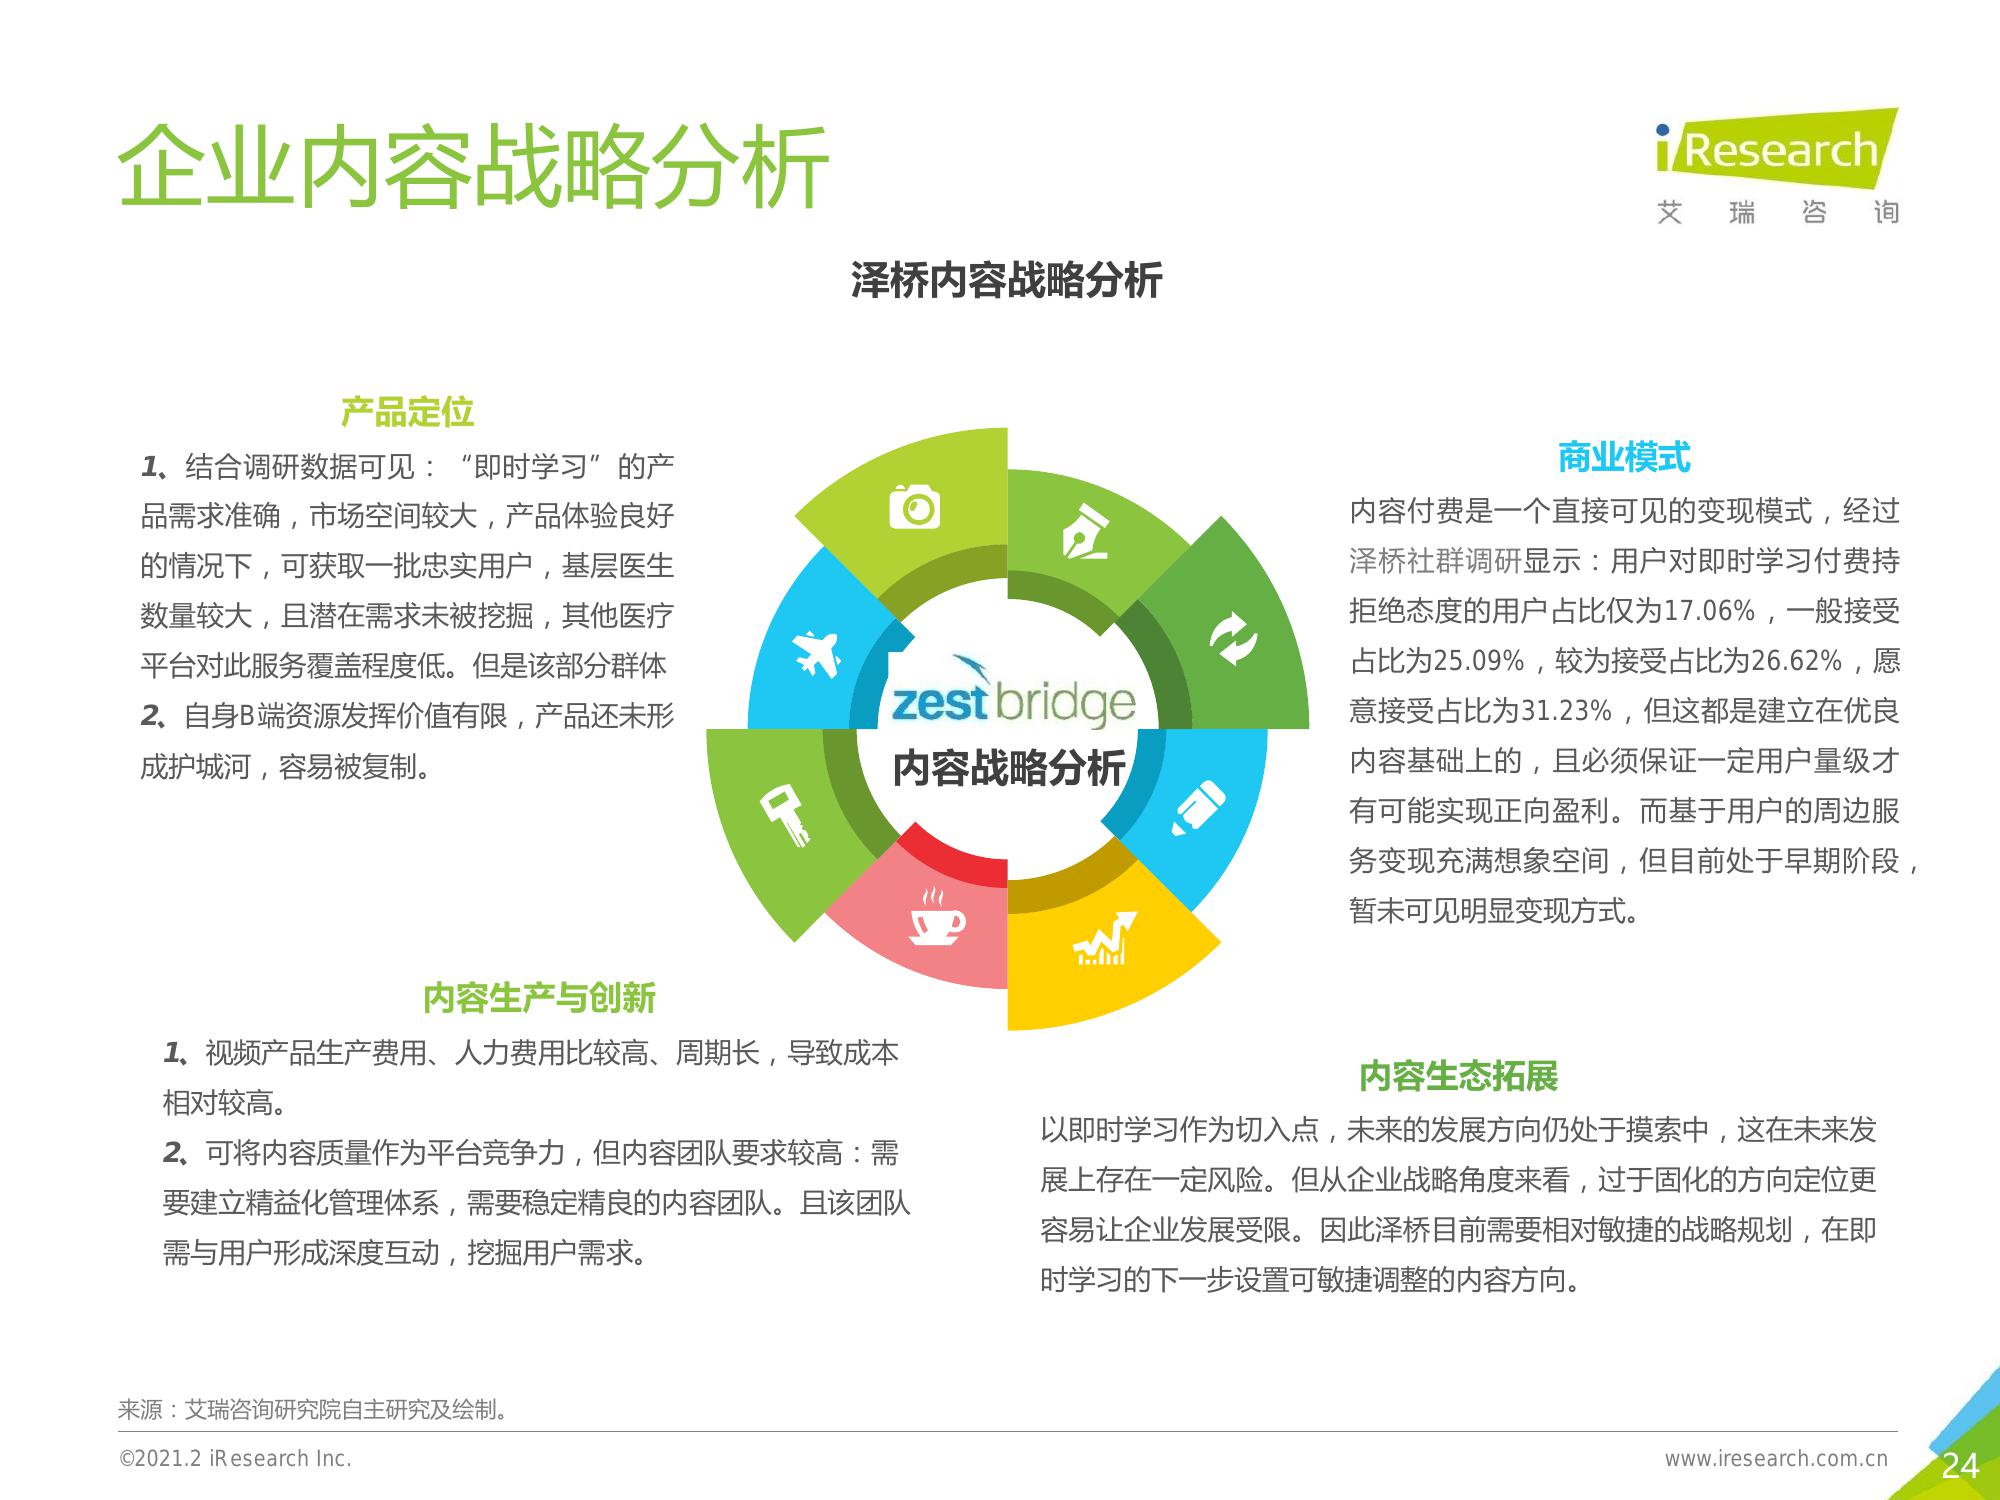 企业内容战略分析
iResearch
艾瑞咨询
泽桥内容战略分析
产品定位
1、结合调研数据可见：“即时学习”的产
品需求准确，市场空间较大，产品体验良好
的情况下，可获取一批忠实用户，基层医生
数量较大，且潜在需求未被挖掘，其他医疗
平台对此服务覆盖程度低。但是该部分群体
2、自身B端资源发挥价值有限，产品还未形
成护城河，容易被复制。
商业模式
内容付费是一个直接可见的变现模式，经过
泽桥社群调研显示：用户对即时学习付费持
拒绝态度的用户占比仅为17.06%，一般接受
占比为25.09%，较为接受占比为26.62%，愿
意接受占比为31.23%，但这都是建立在优良
内容基础上的，且必须保证一定用户量级才
有可能实现正向盈利。而基于用户的周边服
务变现充满想象空间，但目前处于早期阶段，
暂未可见明显变现方式。
zestbridge
内容战略分析
内容生产与创新
1、视频产品生产费用、人力费用比较高、周期长，导致成本
相对较高。
2、可将内容质量作为平台竞争力，但内容团队要求较高：需
要建立精益化管理体系，需要稳定精良的内容团队。且该团队
需与用户形成深度互动，挖掘用户需求。
内容生态拓展
以即时学习作为切入点，未来的发展方向仍处于摸索中，这在未来发
展上存在一定风险。但从企业战略角度来看，过于固化的方向定位更
容易让企业发展受限。因此泽桥目前需要相对敏捷的战略规划，在即
时学习的下一步设置可敏捷调整的内容方向。
来源：艾瑞咨询研究院自主研究及绘制。
©2021.2 iResearch Inc.
www.iresearch.com.cn
24